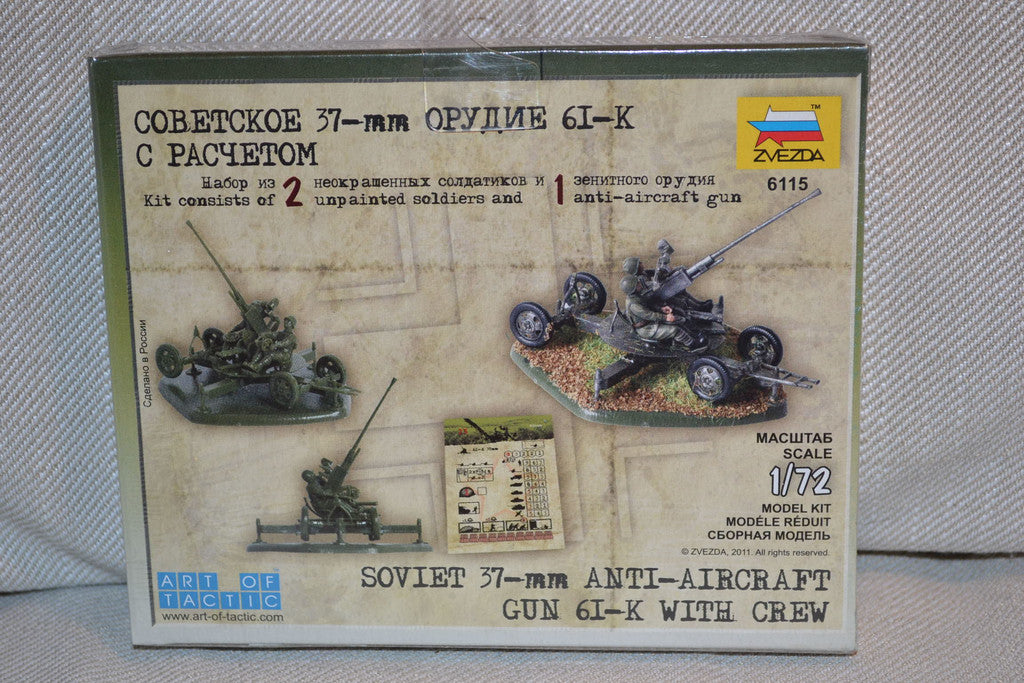 СОВЕТСКОЕ 37-мм ОРУДИЕ 61-К
С РАСЧЕТОМ
ZVEZDA
TM
6115
Набор из 2 неокрашенных солдатиков и 1 зенитного орудия
Kit consists of 2 unpainted soldiers and 1 anti-aircraft gun
Сделано в России
МАСШТАБ
SCALE
1/72
MODEL KIT
MODÉLE RÉDUIT
СБОРНАЯ МОДЕЛЬ
© ZVEZDA, 2011. All rights reserved.
ART OF
TACTIC
www.art-of-tactic.com
SOVIET 37-mm ANTI-AIRCRAFT
GUN 61-K WITH CREW